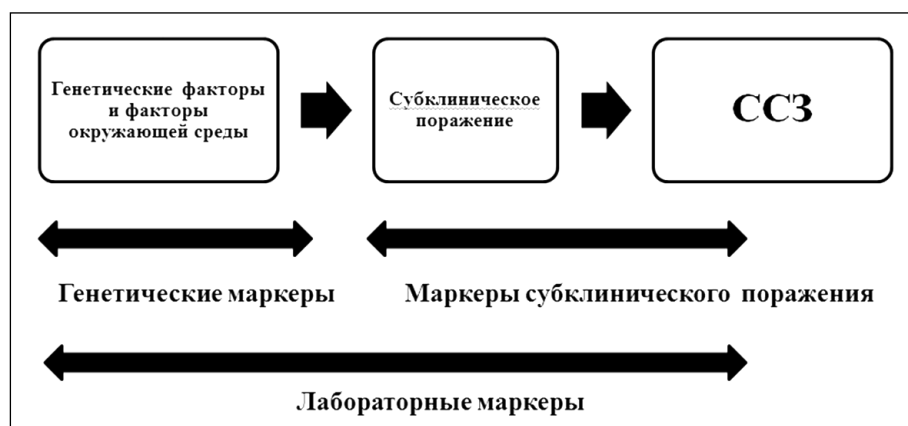 Генетические факторы
и факторы
окружающей среды
Субклиническое
поражение
ССЗ
Генетические маркеры
Маркеры субклинического поражения
Лабораторные маркеры